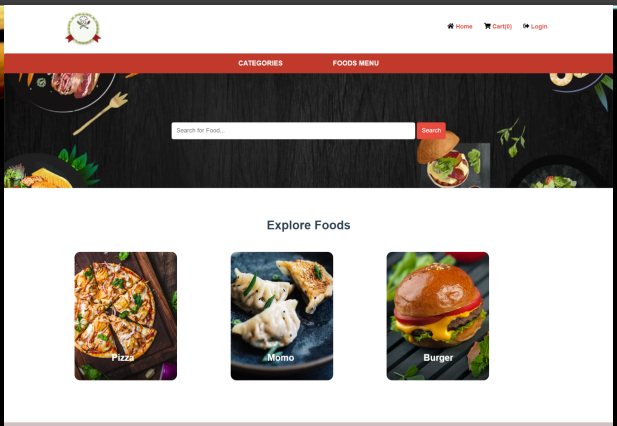 Home Cart(0) Login
CATEGORIES FOODS MENU
Search for Food... Search
Explore Foods
Pizza Momo Burger